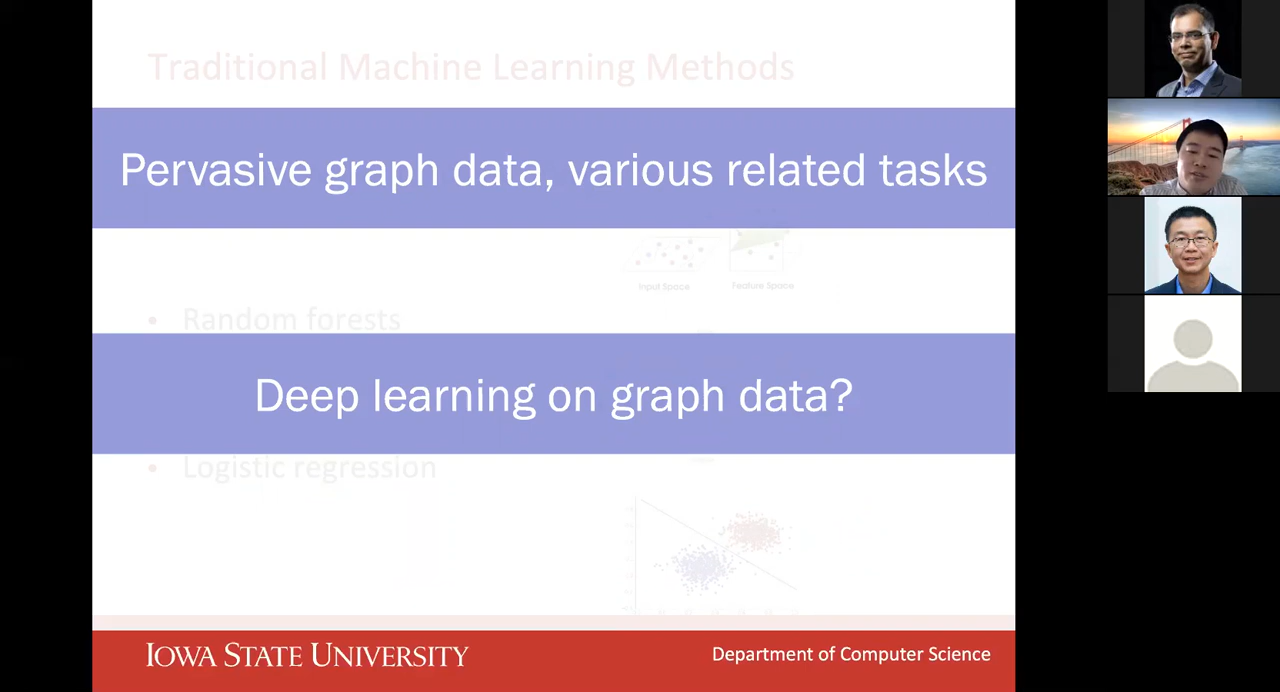 Traditional Machine Learning Methods
Pervasive graph data, various related tasks
Input Space
Feature Space
• Random forests
Deep learning on graph data?
• Logistic regression
IOWA STATE UNIVERSITY
Department of Computer Science